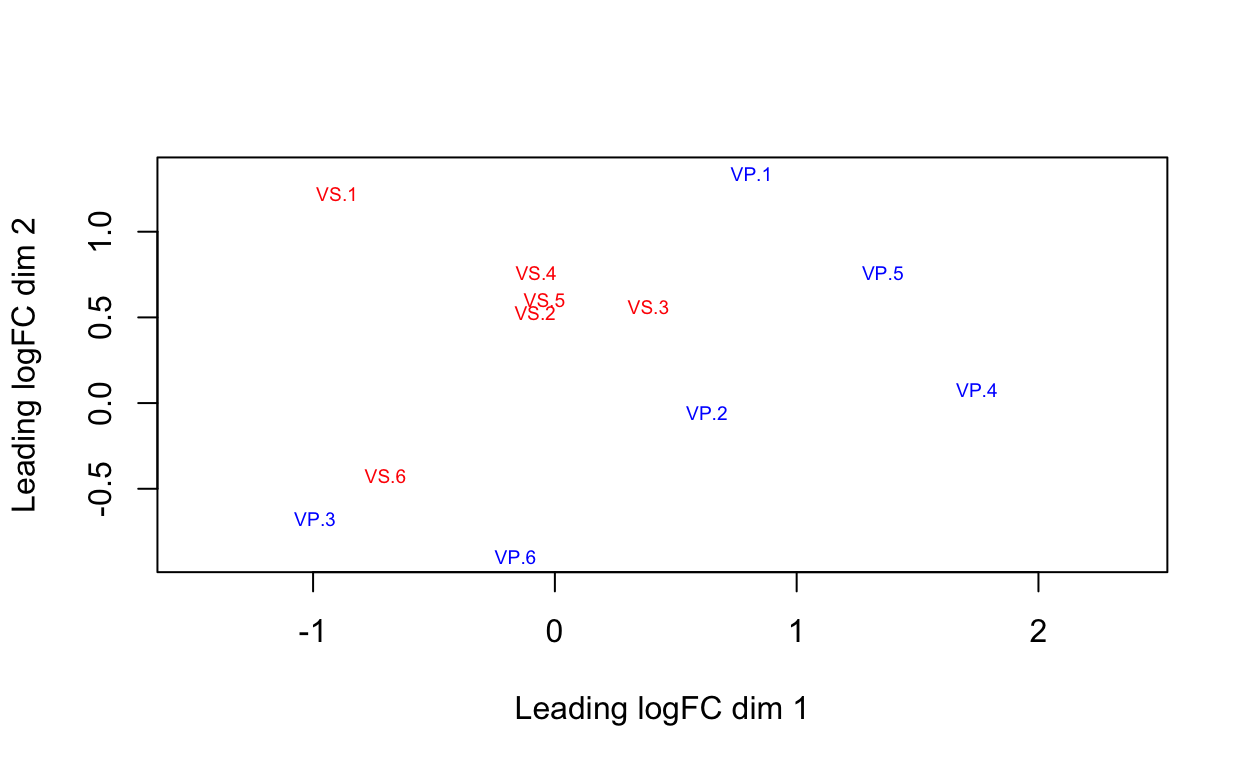 VP.1
VS.1
1.0
VS.4
VP.5
VS.5
VS.3
VS.2
0.5
Leading logFC dim 2
0.0
VP.4
VP.2
VS.6
-0.5
VP.3
VP.6
-1
0
1
2
Leading logFC dim 1